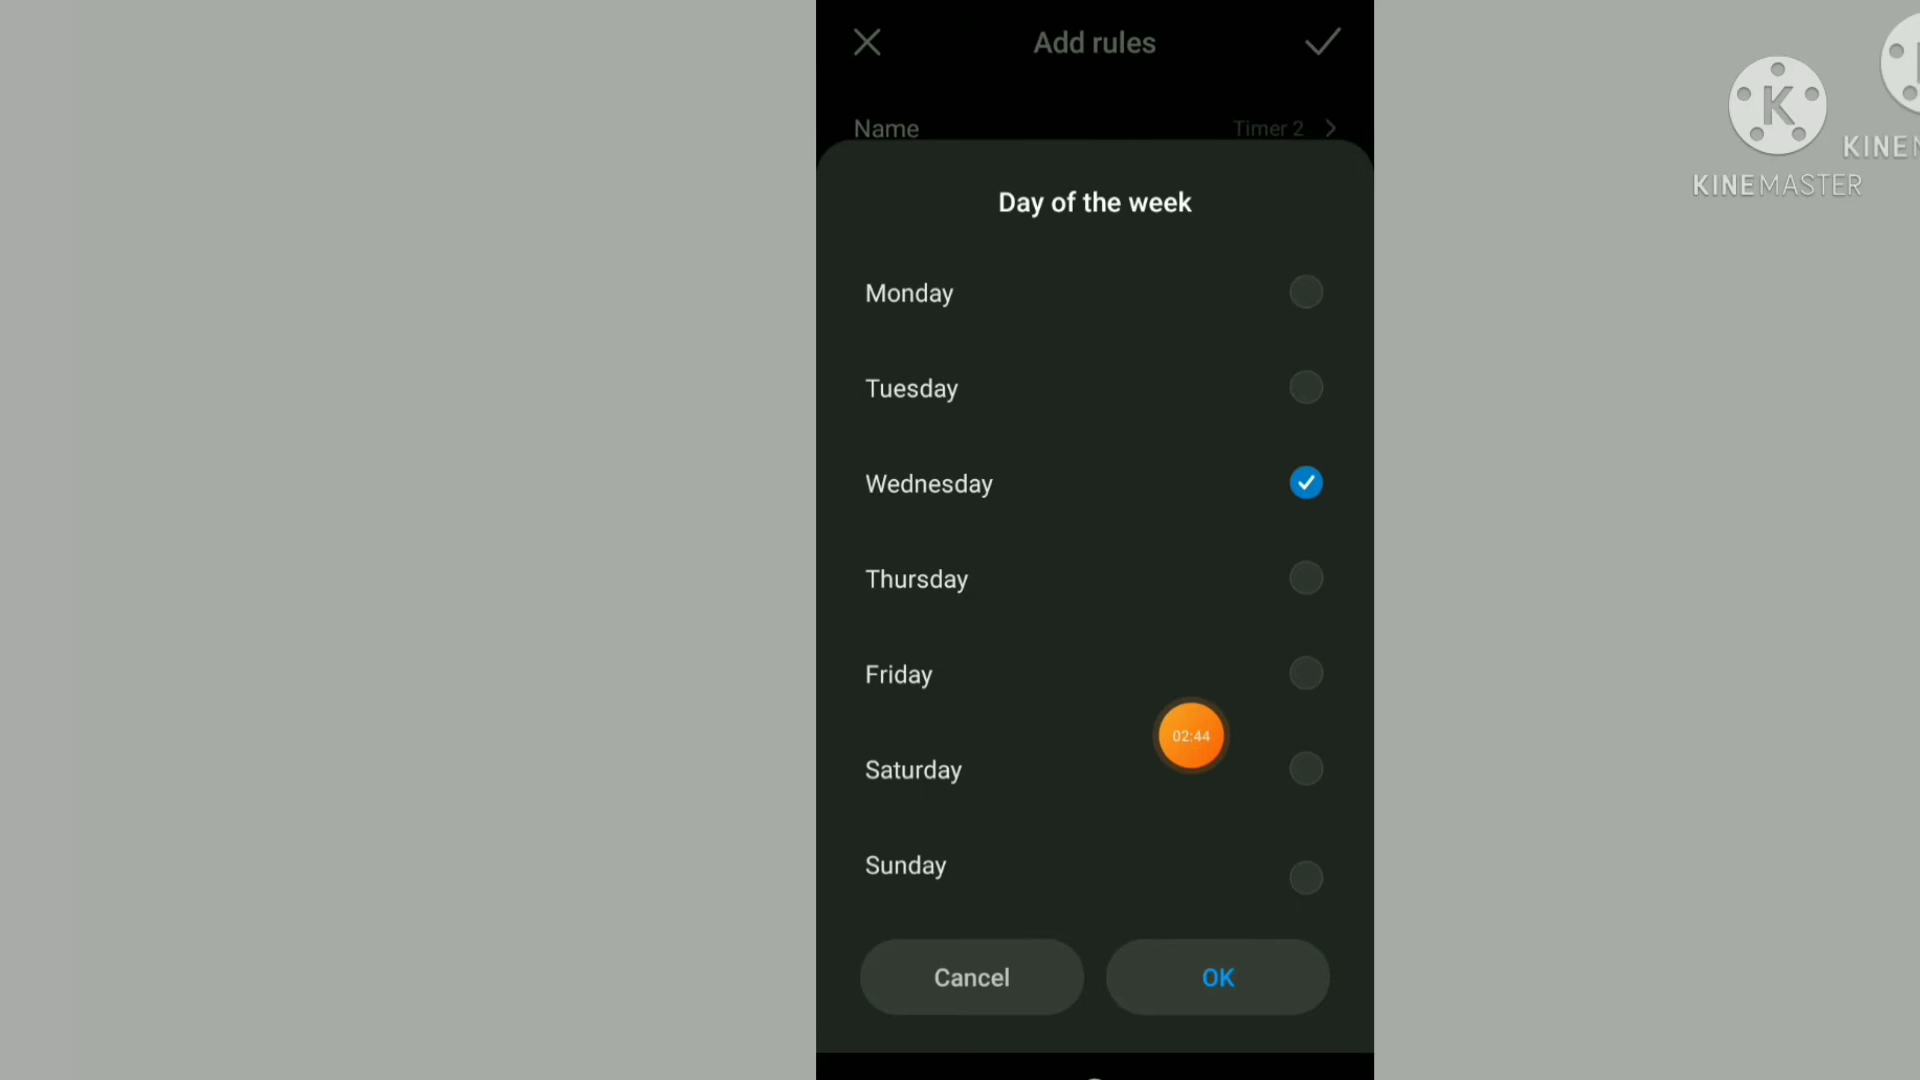 Add rules
Name
Timer 2
Day of the week
Monday
Tuesday
Wednesday
Thursday
Friday
02:44
Saturday
Sunday
Cancel
OK
K
KINEMASTER
KINE